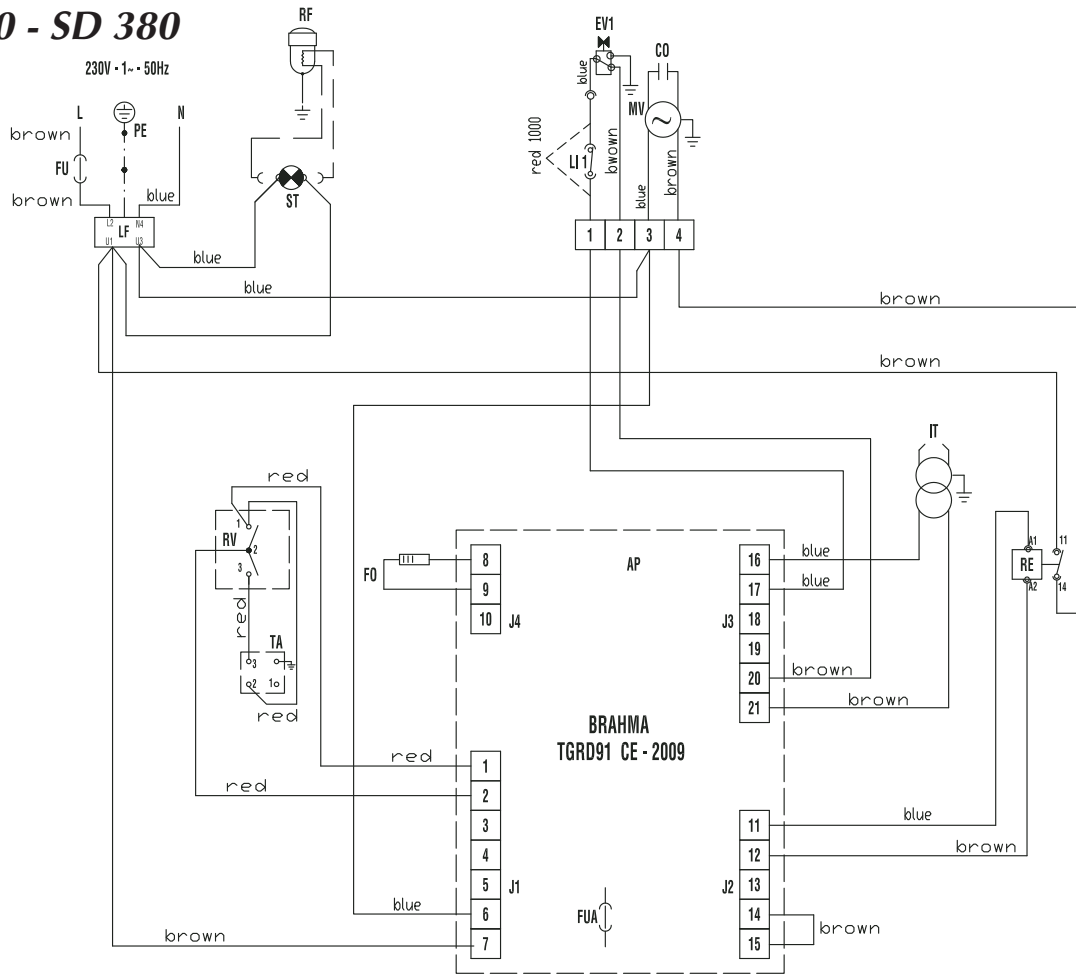 0 - SD 380
230V - 1~ - 50Hz
RF
EV1
CO
L
PE
N
brown
FU
brown
blue
L2 N4
LF
U1 U3
ST
blue
blue
blue
red 1000
LI 1
bwown
MV
blue
brown
1 2 3 4
brown
brown
IT
red
RV
1
2
3
red
TA
3
2 1
red
FO
8
9
10
J4
AP
J3
16
17
18
19
20
21
blue
blue
brown
brown
A1
RE
A2
11
14
BRAHMA
TGRD91 CE - 2009
red
red
1
2
3
4
5
6
7
J1
blue
brown
FUA
J2
11
12
13
14
15
blue
brown
brown